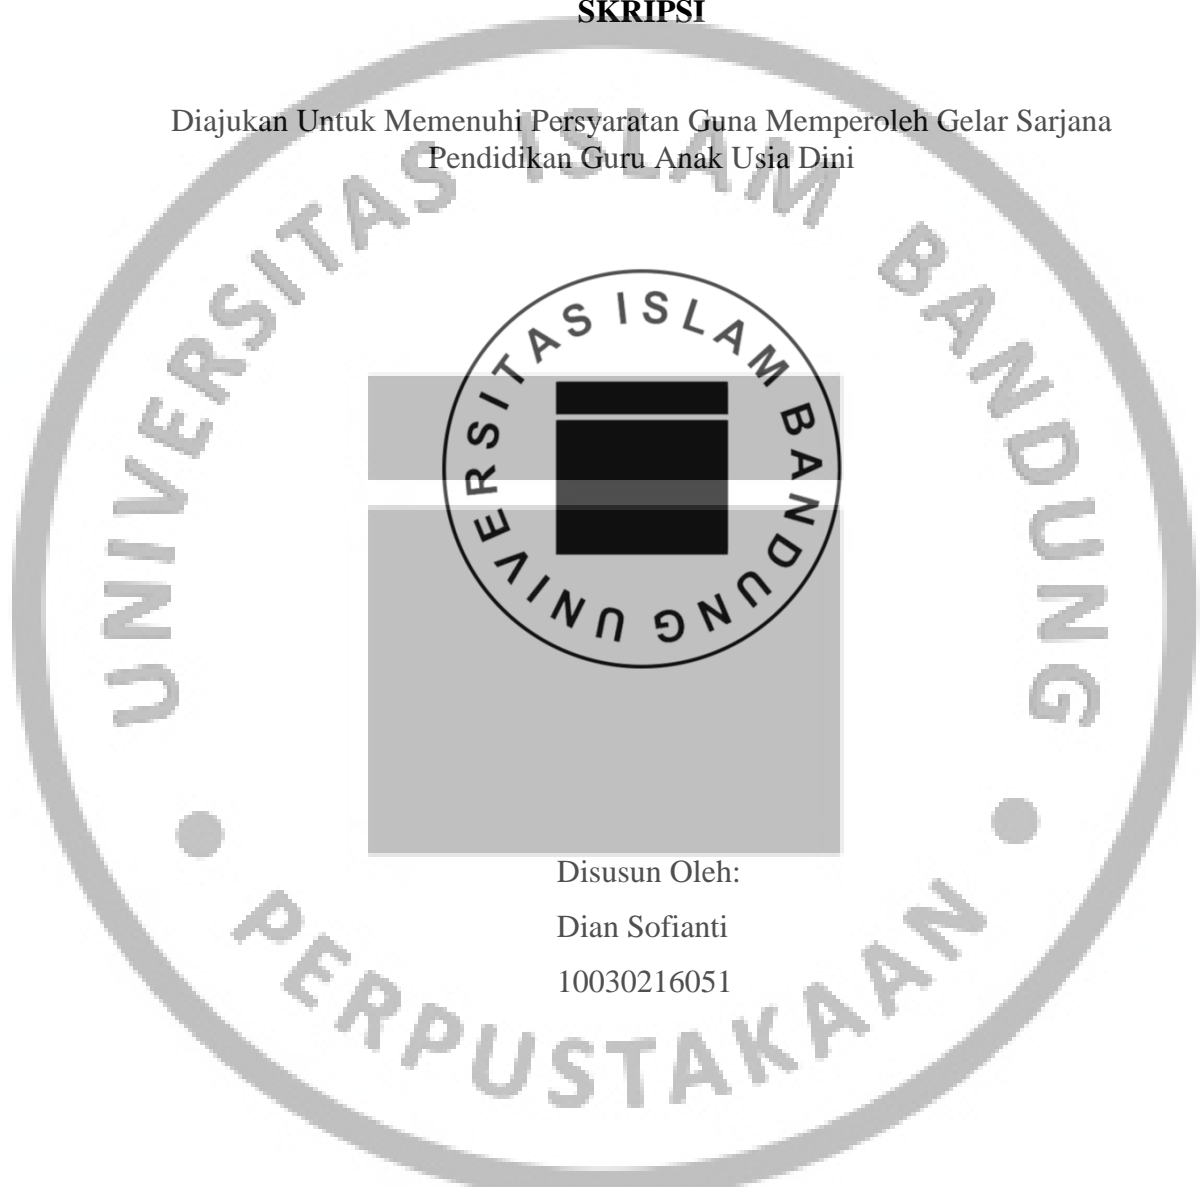 SKRIPSI
Diajukan Untuk Memenuhi Persyaratan Guna Memperoleh Gelar Sarjana
Pendidikan Guru Anak Usia Dini
UNIVERSITAS ISLAM BANDUNG
UNIVERSITAS ISLAM BANDUNG
Disusun Oleh:
Dian Sofianti
10030216051
PERPUSTAKAAN